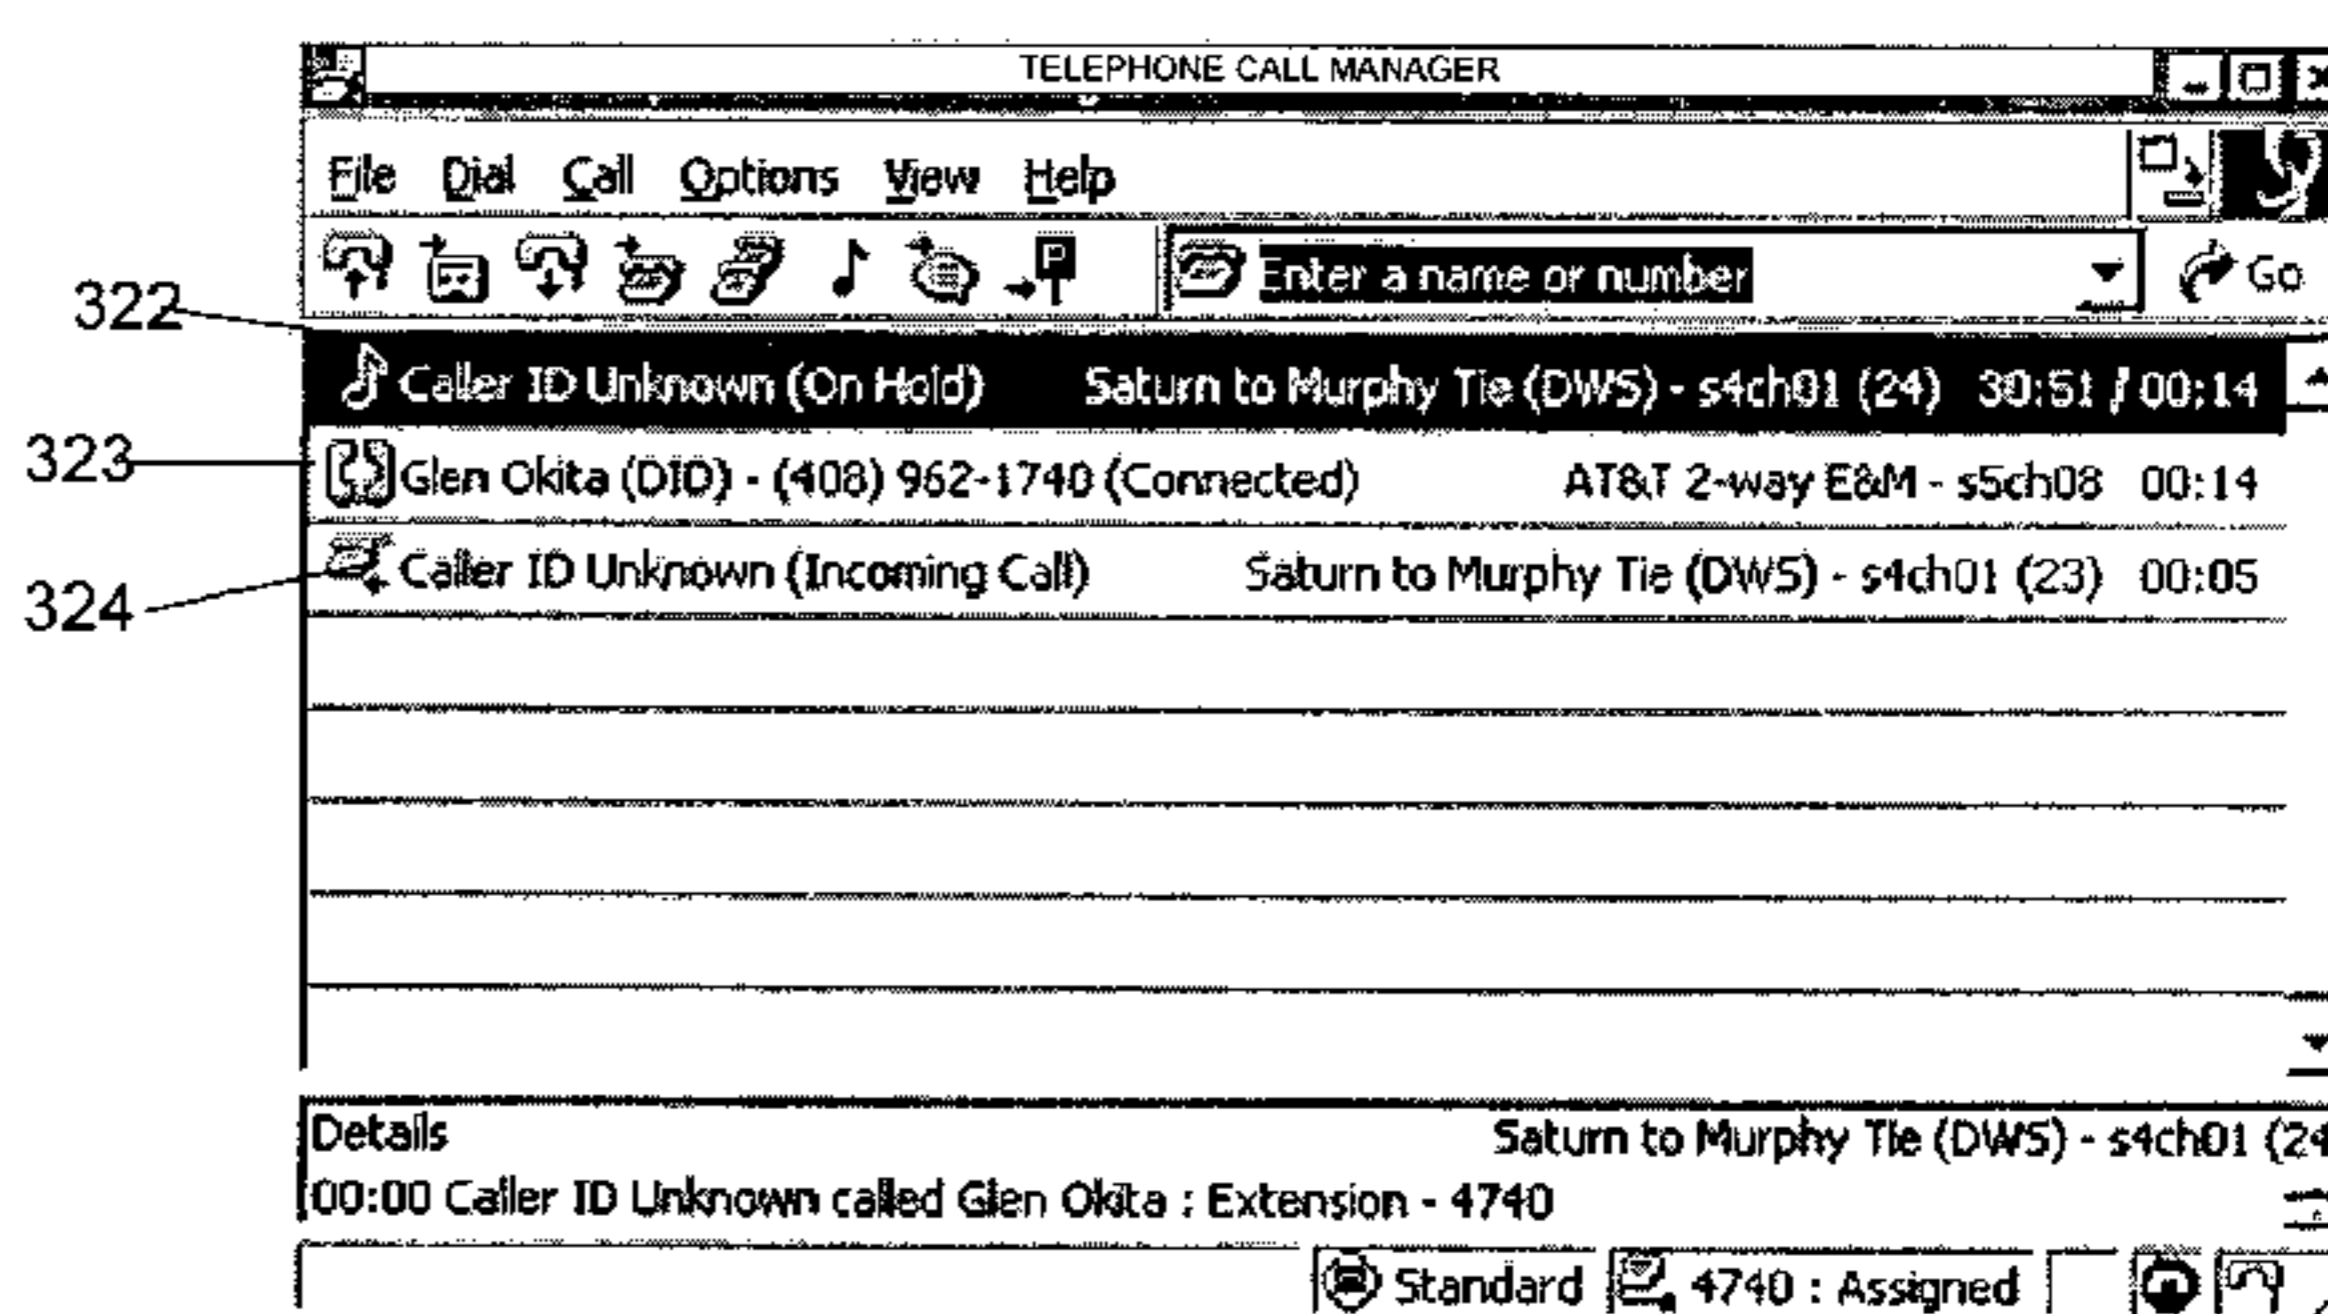 TELEPHONE CALL MANAGER
File Dial Call Options View Help
P Enter a name or number Go
322
Caller ID Unknown (On Hold) Saturn to Murphy Tie (DWS) - s4ch01 (24) 30:51 / 00:14
323 Glen Okita (DID) - (408) 962-1740 (Connected) AT&T 2-way E&M - s5ch08 00:14
Caller ID Unknown (Incoming Call) Saturn to Murphy Tie (DWS) - s4ch01 (23) 00:05
324
Details Saturn to Murphy Tie (DWS) - s4ch01 (24
00:00 Caller ID Unknown called Glen Okita : Extension - 4740
Standard 4740 : Assigned